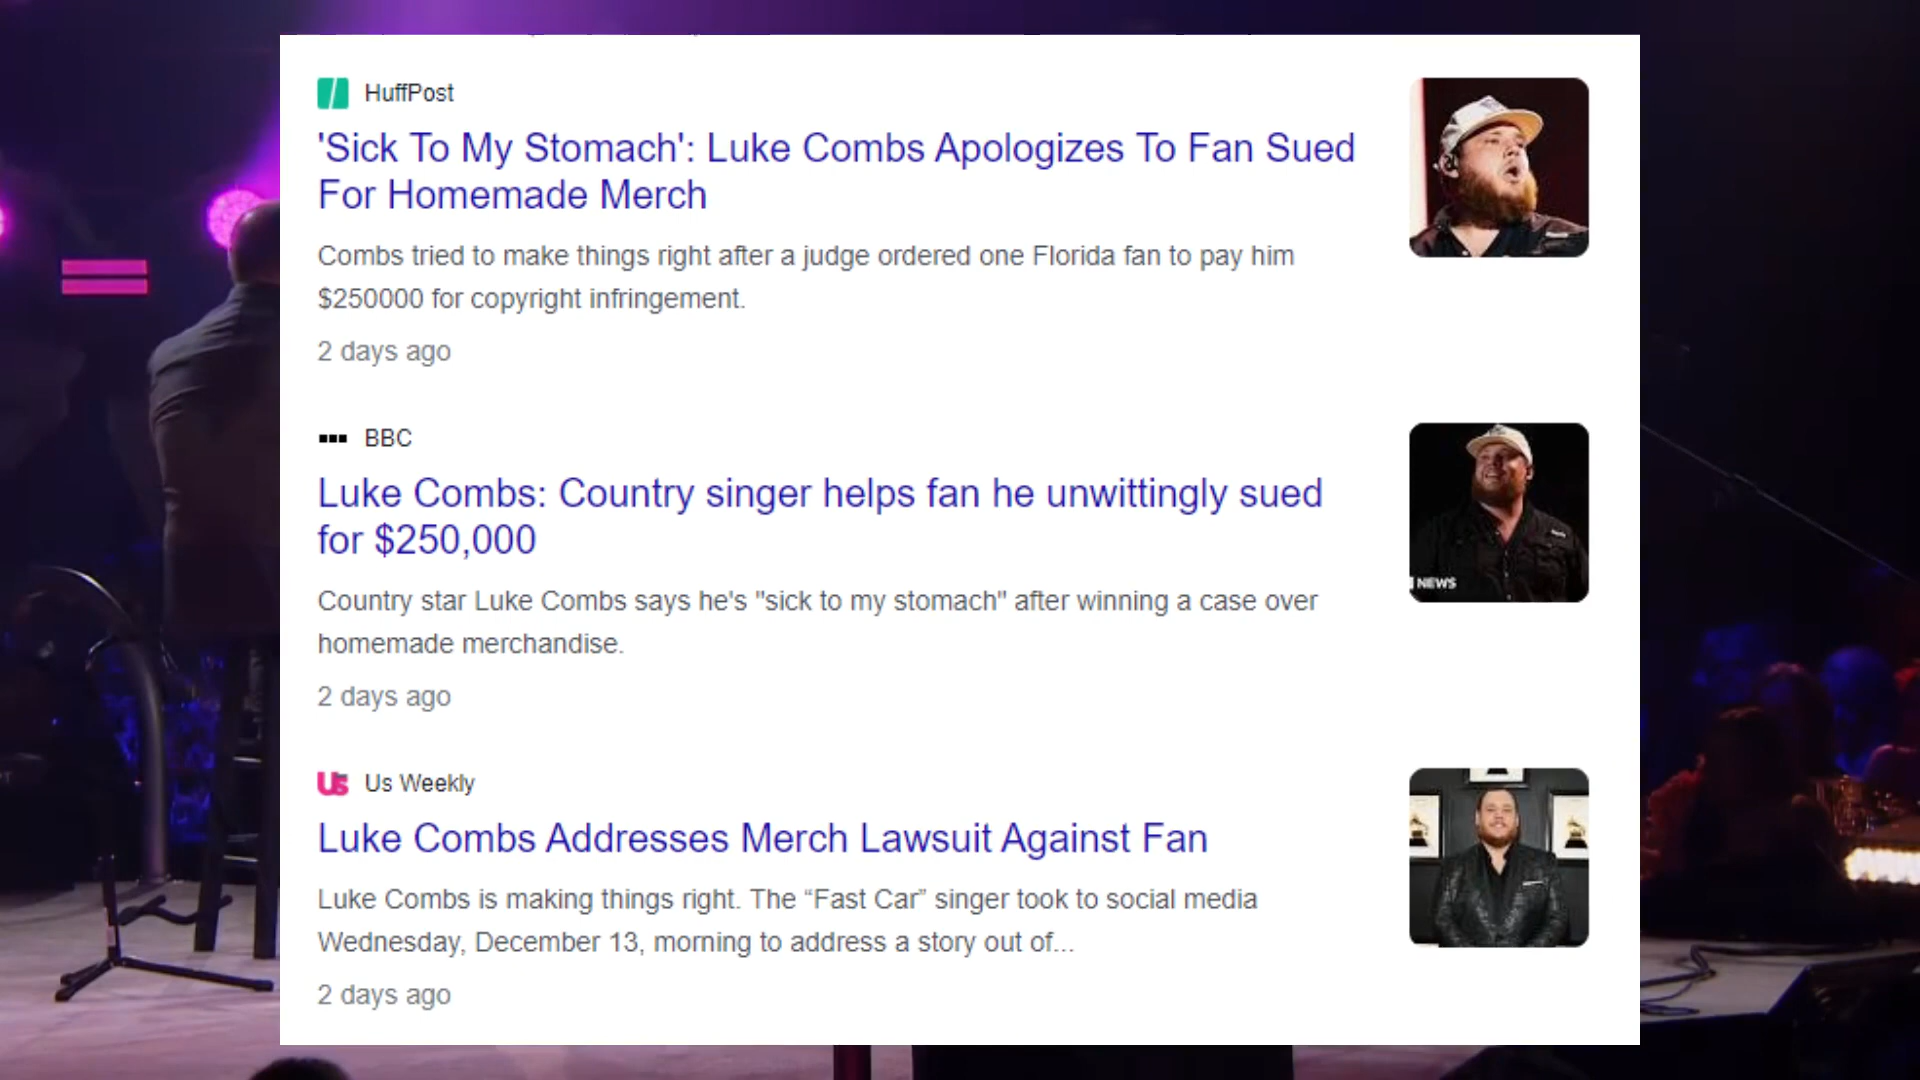 HuffPost
'Sick To My Stomach': Luke Combs Apologizes To Fan Sued
For Homemade Merch
Combs tried to make things right after a judge ordered one Florida fan to pay him
$250000 for copyright infringement.
2 days ago
BBC
Luke Combs: Country singer helps fan he unwittingly sued
for $250,000
Country star Luke Combs says he's "sick to my stomach" after winning a case over
homemade merchandise.
2 days ago
NEWS
Us Us Weekly
Luke Combs Addresses Merch Lawsuit Against Fan
Luke Combs is making things right. The “Fast Car” singer took to social media
Wednesday, December 13, morning to address a story out of...
2 days ago